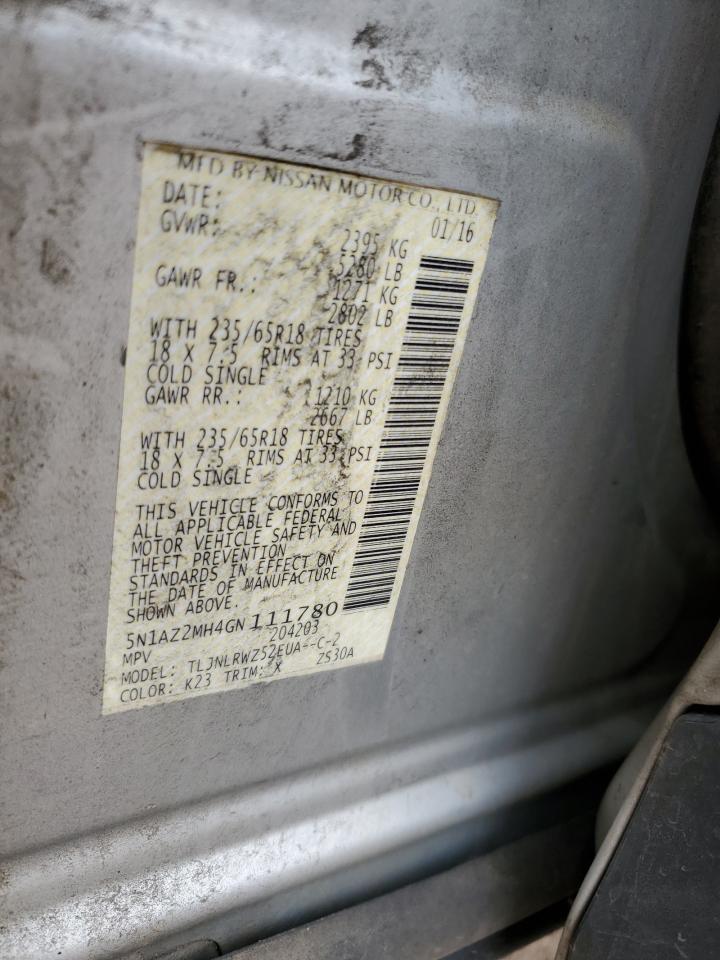 MFD BY NISSAN MOTOR CO., LTD.
DATE: 01/16
GVWR: 2395 KG
5280 LB
GAWR FR.: 1271 KG
2802 LB
WITH 235/65R18 TIRES
18 X 7.5 RIMS AT 33 PSI
COLD SINGLE
GAWR RR.: 1210 KG
2667 LB
WITH 235/65R18 TIRES
18 X 7.5 RIMS AT 33 PSI
COLD SINGLE
THIS VEHICLE CONFORMS TO
ALL APPLICABLE FEDERAL
MOTOR VEHICLE SAFETY AND
THEFT PREVENTION
STANDARDS IN EFFECT ON
THE DATE OF MANUFACTURE
SHOWN ABOVE.
5N1AZ2MH4GN111780
MPV 204203
MODEL: TLJNLRWZ52EUA--C-2
COLOR: K23 TRIM: X ZS30A